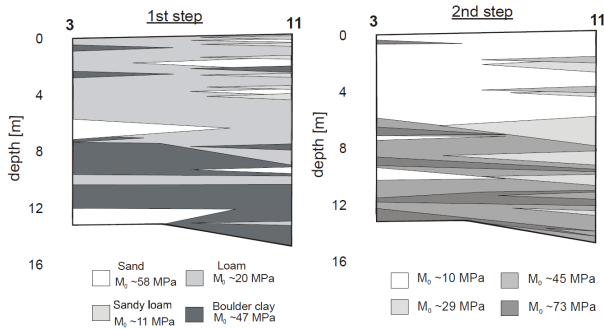 1st step
3
11
0
4
8
12
16
depth [m]
Sand
M₀ ~58 MPa
Loam
M₀ ~20 MPa
Sandy loam
M₀ ~11 MPa
Boulder clay
M₀ ~47 MPa
2nd step
3
11
0
4
8
12
16
depth [m]
M₀ ~10 MPa
M₀ ~45 MPa
M₀ ~29 MPa
M₀ ~73 MPa